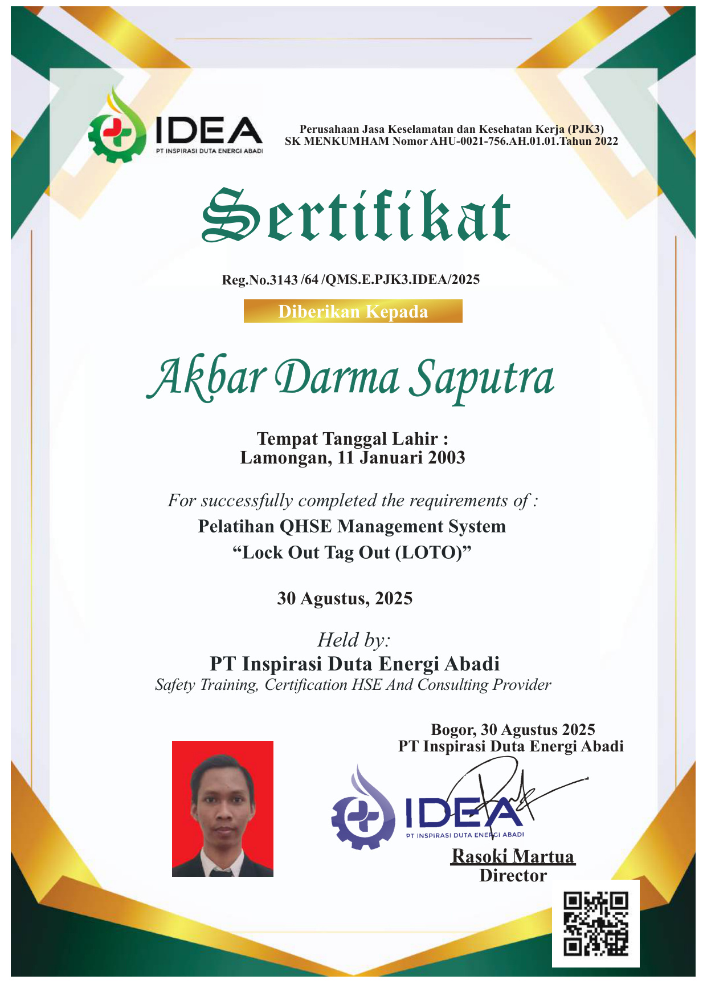 IDEA
PT INSPIRASI DUTA ENERGI ABADI
Perusahaan Jasa Keselamatan dan Kesehatan Kerja (PJK3)
SK MENKUMHAM Nomor AHU-0021-756.AH.01.01.Tahun 2022
Sertifikat
Reg.No.3143 /64 /QMS.E.PJK3.IDEA/2025
Diberikan Kepada
Akbar Darma Saputra
Tempat Tanggal Lahir :
Lamongan, 11 Januari 2003
For successfully completed the requirements of :
Pelatihan QHSE Management System
“Lock Out Tag Out (LOTO)”
30 Agustus, 2025
Held by:
PT Inspirasi Duta Energi Abadi
Safety Training, Certification HSE And Consulting Provider
Bogor, 30 Agustus 2025
PT Inspirasi Duta Energi Abadi
IDEA
PT INSPIRASI DUTA ENERGI ABADI
Rasoki Martua
Director